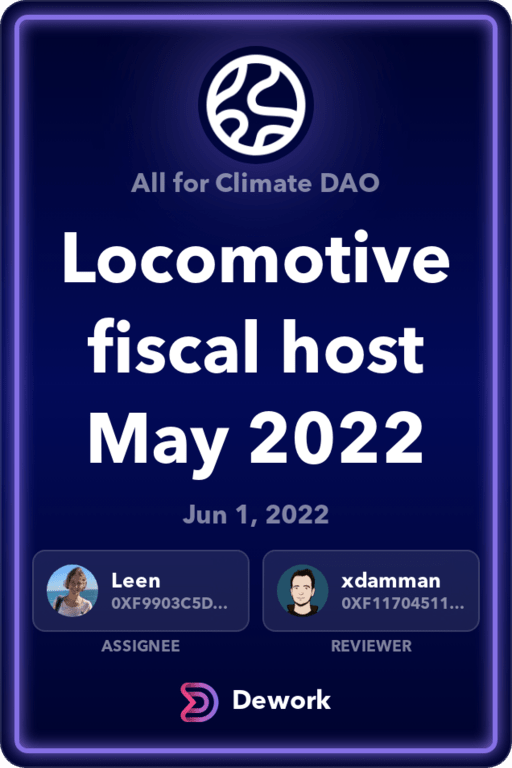 All for Climate DAO
Locomotive
fiscal host
May 2022
Jun 1, 2022
Leen
0XF9903C5D...
ASSIGNEE
xdamman
0XF11704511...
REVIEWER
Dework